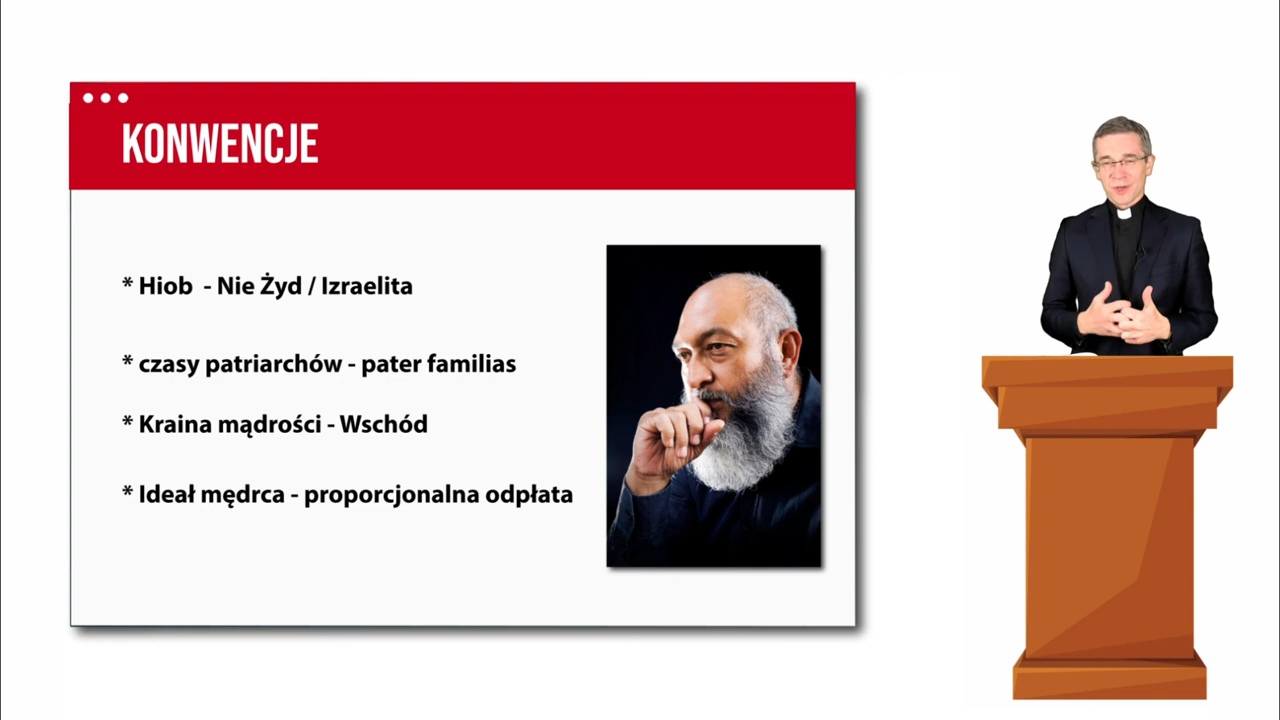 KONWENCJE
* Hiob - Nie Żyd / Izraelita
* czasy patriarchów - pater familias
* Kraina mądrości - Wschód
* Ideał mędrca - proporcjonalna odpłata